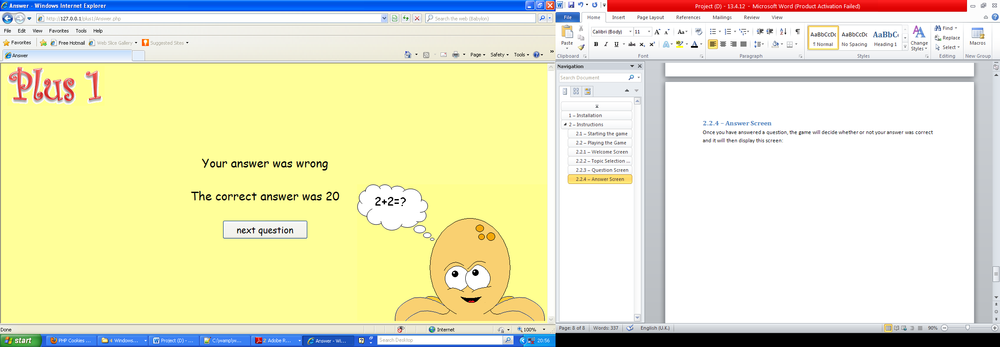 Answer - Windows Internet Explorer
http://127.0.0.1/plus1/Answer.php
Search the web (Babylon)
File Edit View Favorites Tools Help
Favorites Free Hotmail Web Slice Gallery Suggested Sites
Answer
Page Safety Tools
Plus 1
Your answer was wrong
The correct answer was 20
next question
2+2=?
Done
Internet
100%
start
PHP Cookies ...
4 Windows...
Project (D) - ...
C:\wamp\w...
2 Adobe R...
Answer - Wi...
Search Desktop
20:56
Project (D) - 13.4.12 - Microsoft Word (Product Activation Failed)
File Home Insert Page Layout References Mailings Review View
Paste
Clipboard
Calibri (Body) 11
B I U abc x₂ x²
Font
Paragraph
AaBbCcDc AaBbCcDc AaBbC
¶ Normal No Spacing Heading 1
Change Styles
Styles
Find
Replace
Select
Editing
Macros
New Group
Navigation
Search Document
1 – Installation
2 – Instructions
2.1 – Starting the game
2.2 – Playing the Game
2.2.1 – Welcome Screen
2.2.2 – Topic Selection ...
2.2.3 – Question Screen
2.2.4 – Answer Screen
2.2.4 – Answer Screen
Once you have answered a question, the game will decide whether or not your answer was correct
and it will then display this screen:
Page: 8 of 8 Words: 337 English (U.K.) 90%